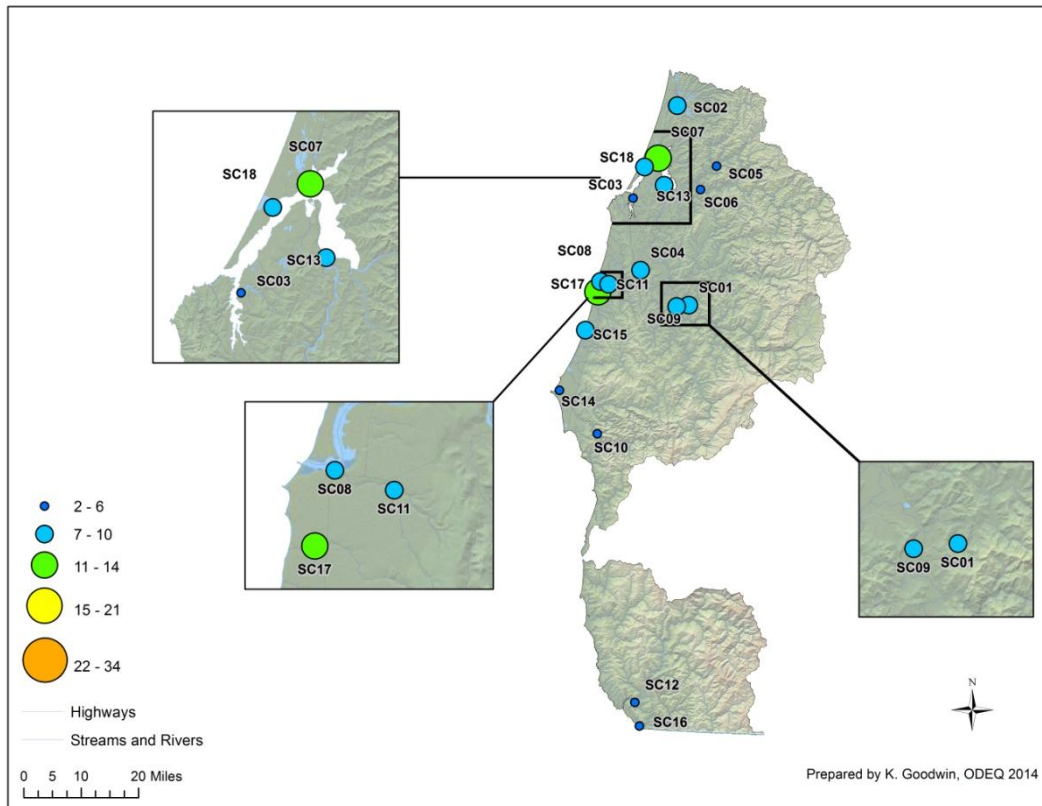 SC07
SC18
SC13
SC03
SC02
SC07
SC18
SC05
SC03
SC13
SC06
SC08
SC04
SC17
SC11
SC01
SC09
SC15
SC14
SC10
SC08
SC11
SC17
SC09
SC01
SC12
SC16
2 - 6
7 - 10
11 - 14
15 - 21
22 - 34
Highways
Streams and Rivers
0 5 10 20 Miles
N
Prepared by K. Goodwin, ODEQ 2014